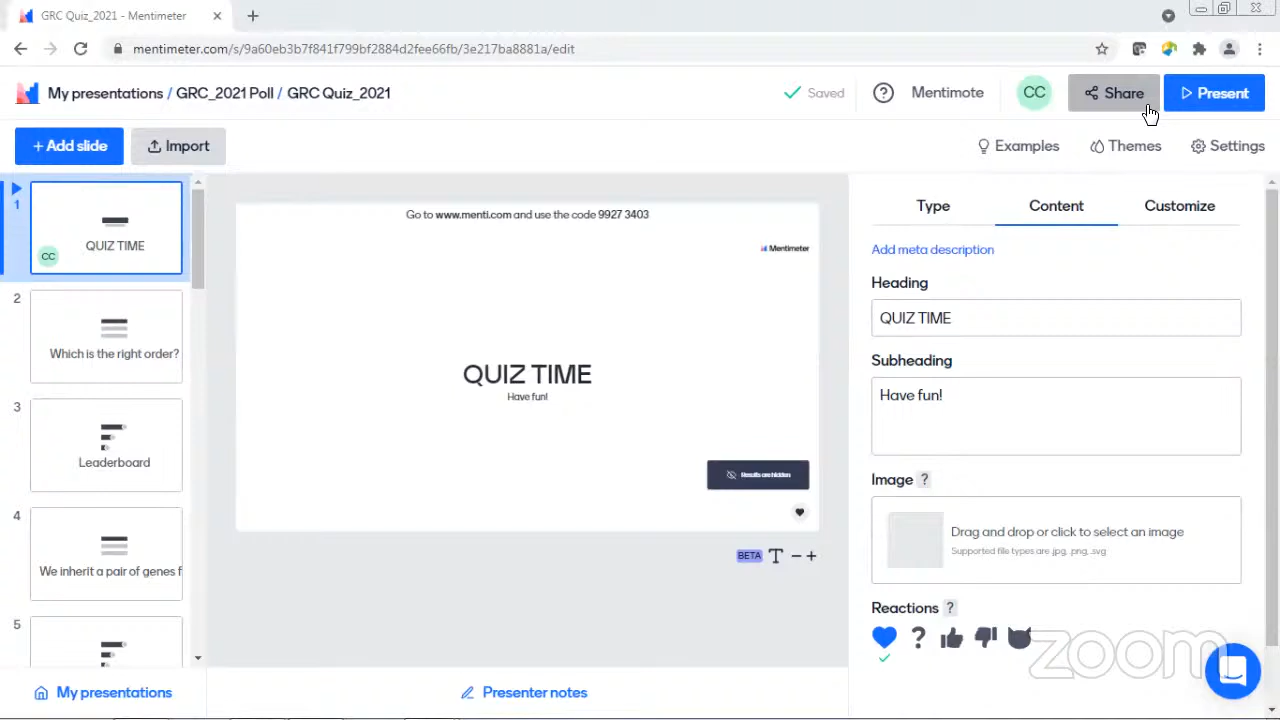 GRC Quiz_2021 - Mentimeter
mentimeter.com/s/9a60eb3b7f841f799bf2884d2fee66fb/3e217ba8881a/edit
My presentations / GRC_2021 Poll / GRC Quiz_2021
Saved
Mentimote
CC
Share
Present
+ Add slide
Import
Examples
Themes
Settings
1
QUIZ TIME
CC
2
Which is the right order?
3
Leaderboard
4
We inherit a pair of genes f
5
Go to www.menti.com and use the code 9927 3403
Mentimeter
QUIZ TIME
Have fun!
Results are hidden
BETA
T
Type
Content
Customize
Add meta description
Heading
QUIZ TIME
Subheading
Have fun!
Image ?
Drag and drop or click to select an image
Supported file types are .jpg, .png, .svg
Reactions ?
zoom
My presentations
Presenter notes